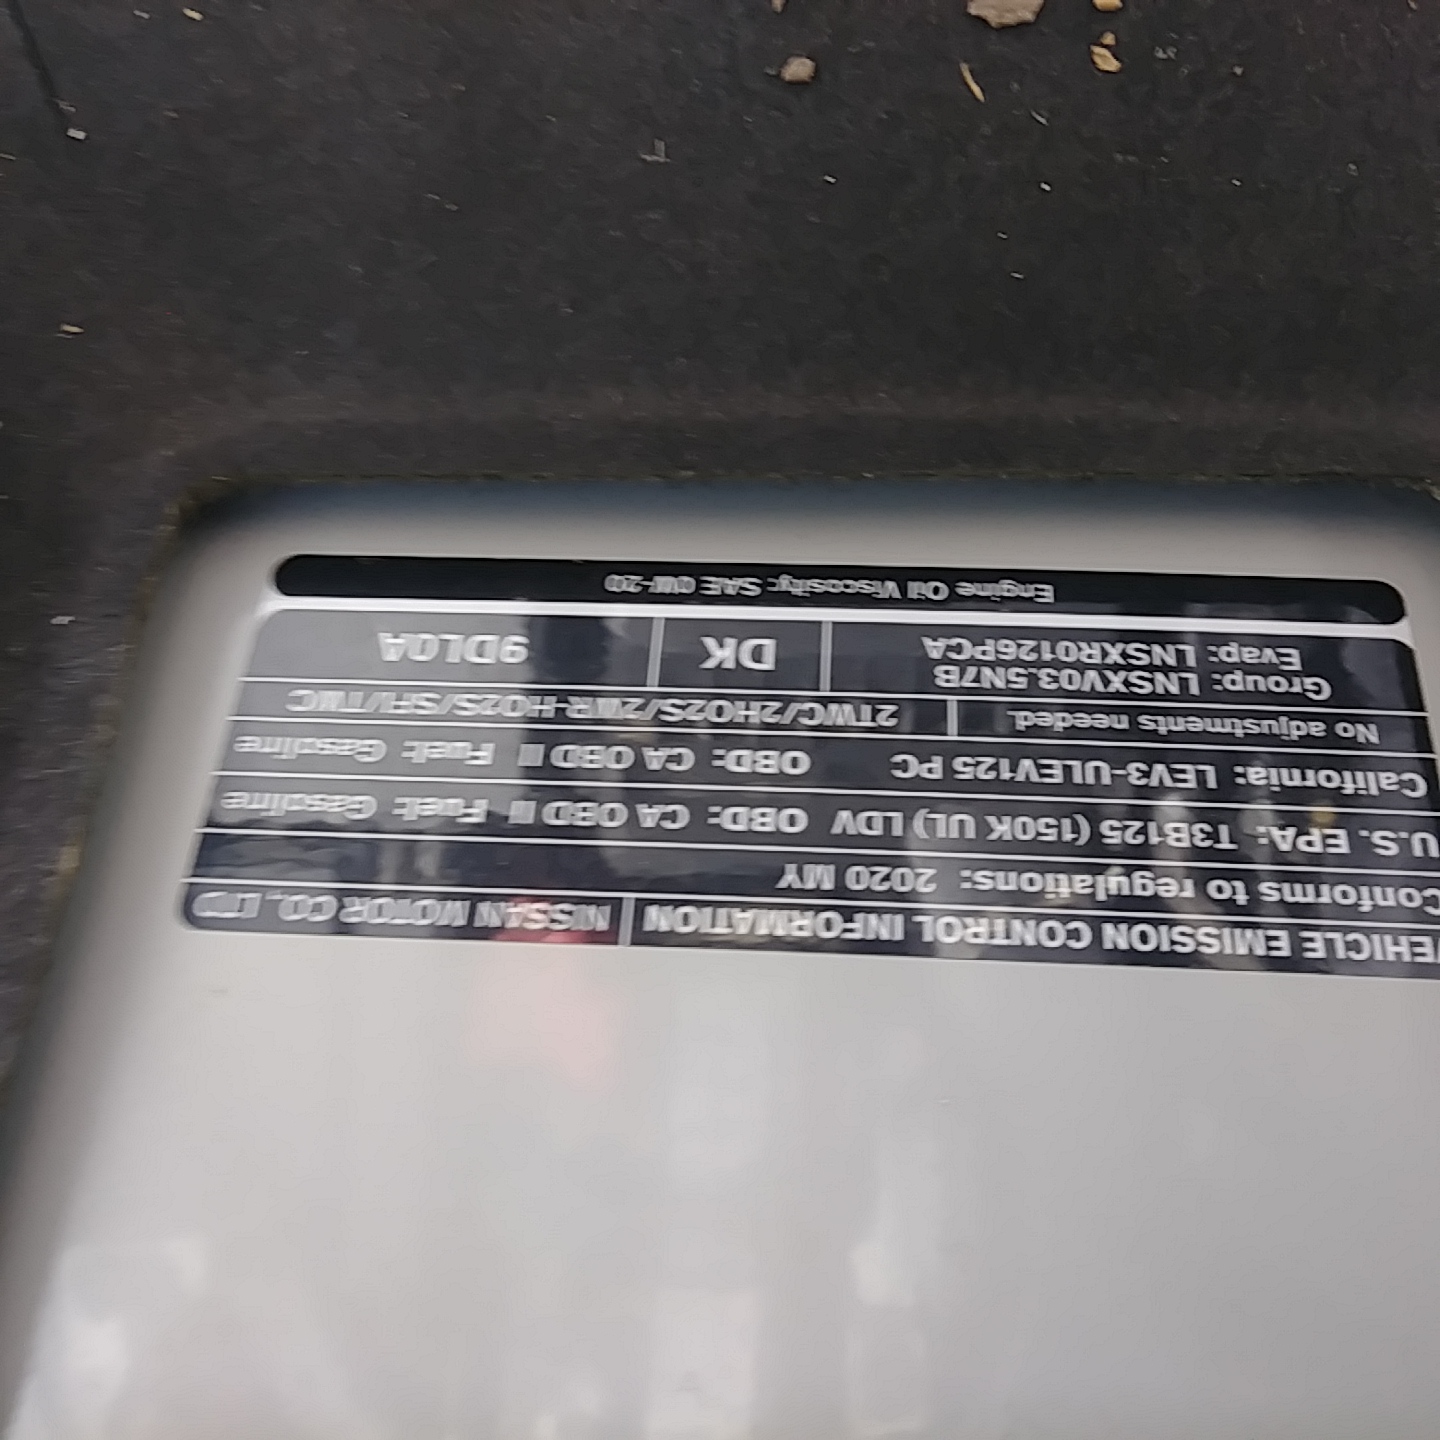 VEHICLE EMISSION CONTROL INFORMATION NISSAN MOTOR CO., LTD
Conforms to regulations: 2020 MY
U.S. EPA: T3B125 (150K UL) LDV OBD: CA OBD II Fuel: Gasoline
California: LEV3-ULEV125 PC OBD: CA OBD II Fuel: Gasoline
No adjustments needed. 2TWC/2HO2S/2WR-HO2S/SFI/TWC
Group: LNSXV03.5N7B
Evap: LNSXR0126PCA DK 9DL0A
Engine Oil Viscosity: SAE 0W-20